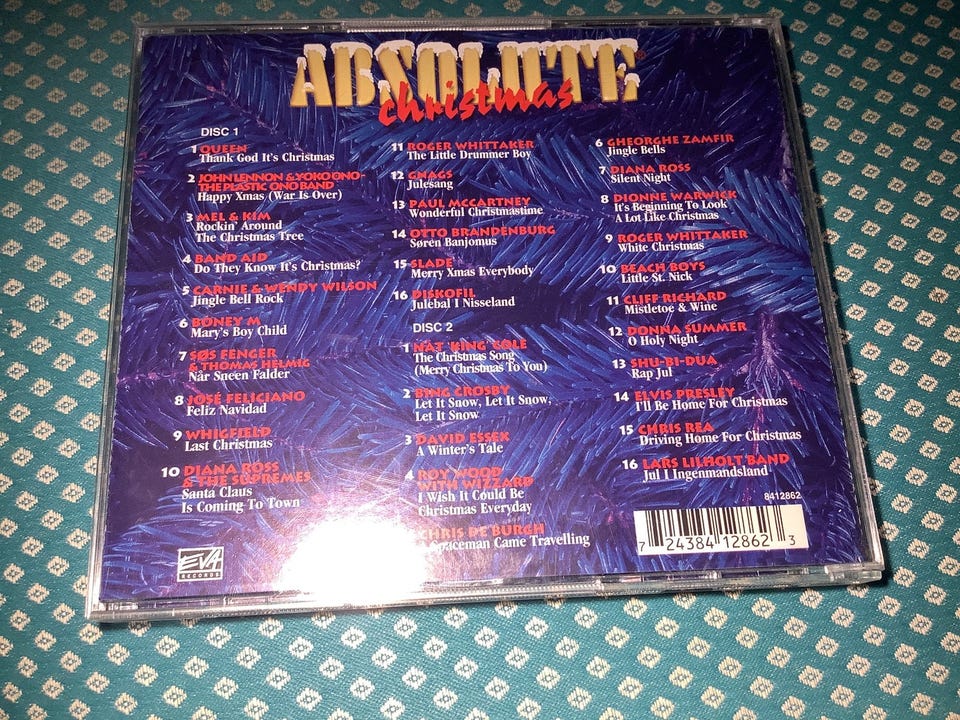 ABSOLUTE
christmas
DISC 1
1 QUEEN
Thank God It's Christmas
2 JOHN LENNON & YOKO ONO-
THE PLASTIC ONO BAND
Happy Xmas (War Is Over)
3 MEL & KIM
Rockin' Around
The Christmas Tree
4 BAND AID
Do They Know It's Christmas?
5 CARNIE & WENDY WILSON
Jingle Bell Rock
6 BONEY M
Mary's Boy Child
7 SØS FENGER
& THOMAS HELMIG
Når Sneen Falder
8 JOSÉ FELICIANO
Feliz Navidad
9 WHIGFIELD
Last Christmas
10 DIANA ROSS
& THE SUPREMES
Santa Claus
Is Coming To Town
11 ROGER WHITTAKER
The Little Drummer Boy
12 GNAGS
Julesang
13 PAUL MCCARTNEY
Wonderful Christmastime
14 OTTO BRANDENBURG
Søren Banjomus
15 SLADE
Merry Xmas Everybody
16 DISKOFIL
Julebal I Nisseland
DISC 2
1 NAT 'KING' COLE
The Christmas Song
(Merry Christmas To You)
2 BING CROSBY
Let It Snow, Let It Snow,
Let It Snow
3 DAVID ESSEX
A Winter's Tale
4 ROY WOOD
WITH WIZZARD
I Wish It Could Be
Christmas Everyday
CHRIS DE BURGH
Spaceman Came Travelling
6 GHEORGHE ZAMFIR
Jingle Bells
7 DIANA ROSS
Silent Night
8 DIONNE WARWICK
It's Beginning To Look
A Lot Like Christmas
9 ROGER WHITTAKER
White Christmas
10 BEACH BOYS
Little St. Nick
11 CLIFF RICHARD
Mistletoe & Wine
12 DONNA SUMMER
O Holy Night
13 SHU-BI-DUA
Rap Jul
14 ELVIS PRESLEY
I'll Be Home For Christmas
15 CHRIS REA
Driving Home For Christmas
16 LARS LILHOLT BAND
Jul I Ingenmandsland
8412862
7 24384 12862 3
EVA
RECORDS